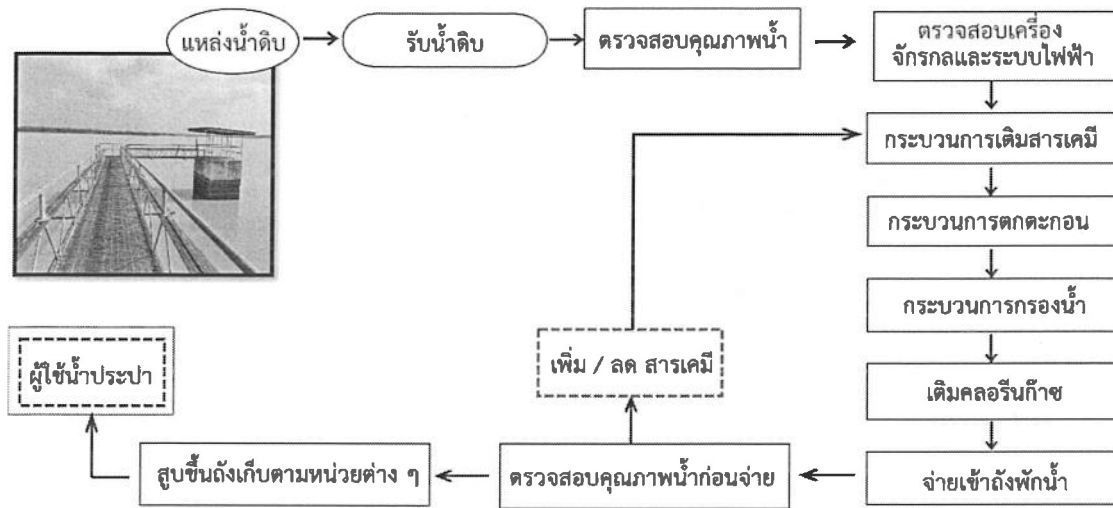 แหล่งน้ำดิบ
รับน้ำดิบ
ตรวจสอบคุณภาพน้ำ
ตรวจสอบเครื่อง
จักรกลและระบบไฟฟ้า
กระบวนการเติมสารเคมี
กระบวนการตกตะกอน
กระบวนการกรองน้ำ
เติมคลอรีนก๊าซ
จ่ายเข้าถังพักน้ำ
ตรวจสอบคุณภาพน้ำก่อนจ่าย
เพิ่ม / ลด สารเคมี
สูบขึ้นถังเก็บตามหน่วยต่าง ๆ
ผู้ใช้น้ำประปา